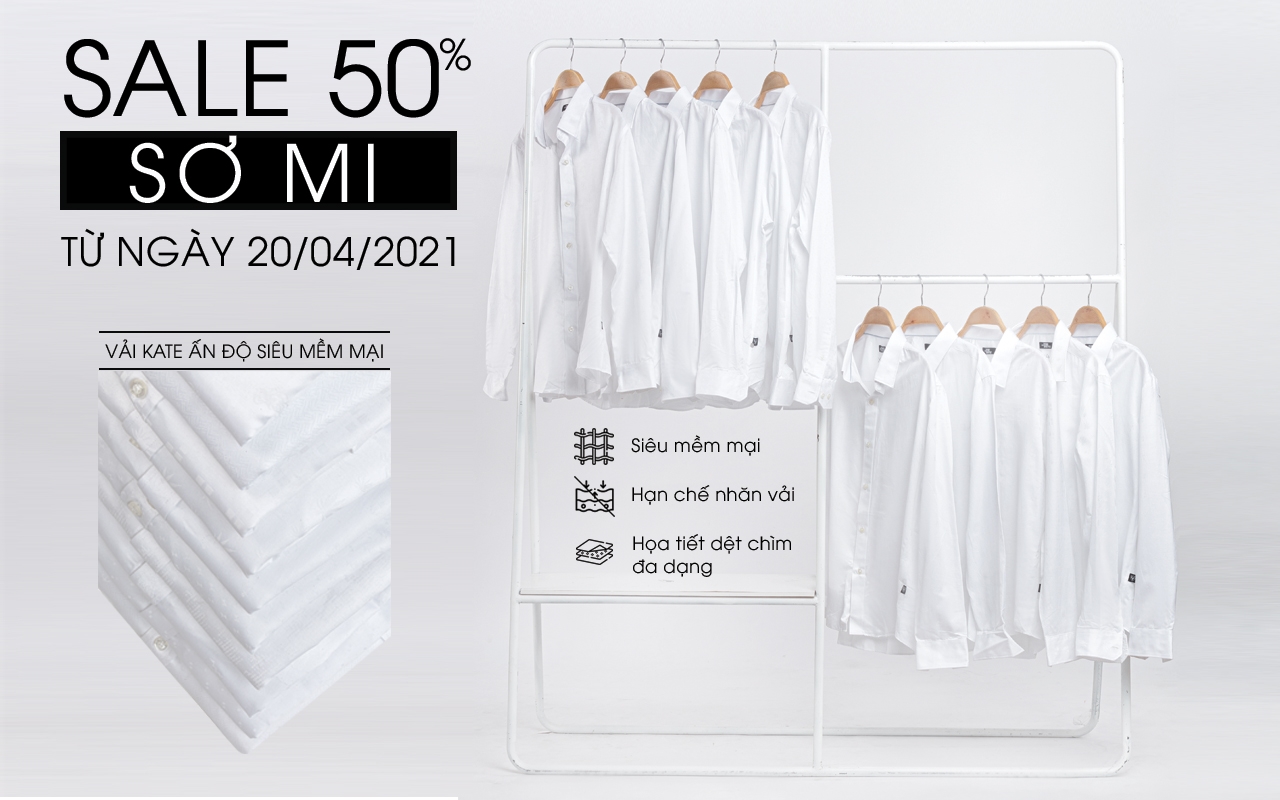 SALE 50%
SƠ MI
TỪ NGÀY 20/04/2021
VẢI KATE ẤN ĐỘ SIÊU MỀM MẠI
Siêu mềm mại
Hạn chế nhăn vải
Họa tiết dệt chìm
đa dạng